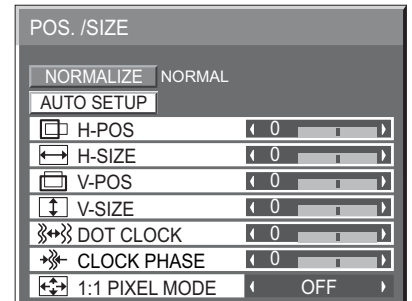 POS. /SIZE
NORMALIZE NORMAL
AUTO SETUP
H-POS 0
H-SIZE 0
V-POS 0
V-SIZE 0
DOT CLOCK 0
CLOCK PHASE 0
1:1 PIXEL MODE OFF